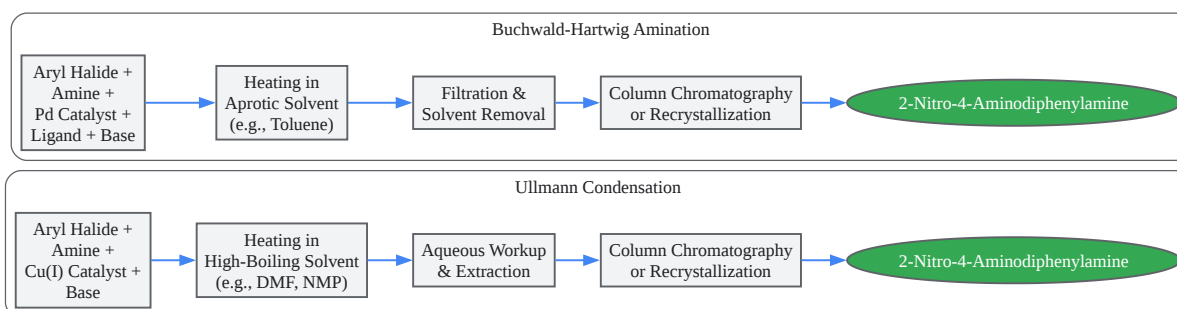 Buchwald-Hartwig Amination
Aryl Halide +
Amine +
Pd Catalyst +
Ligand + Base
Heating in
Aprotic Solvent
(e.g., Toluene)
Filtration &
Solvent Removal
Column Chromatography
or Recrystallization
2-Nitro-4-Aminodiphenylamine
Ullmann Condensation
Aryl Halide +
Amine +
Cu(I) Catalyst +
Base
Heating in
High-Boiling Solvent
(e.g., DMF, NMP)
Aqueous Workup
& Extraction
Column Chromatography
or Recrystallization
2-Nitro-4-Aminodiphenylamine